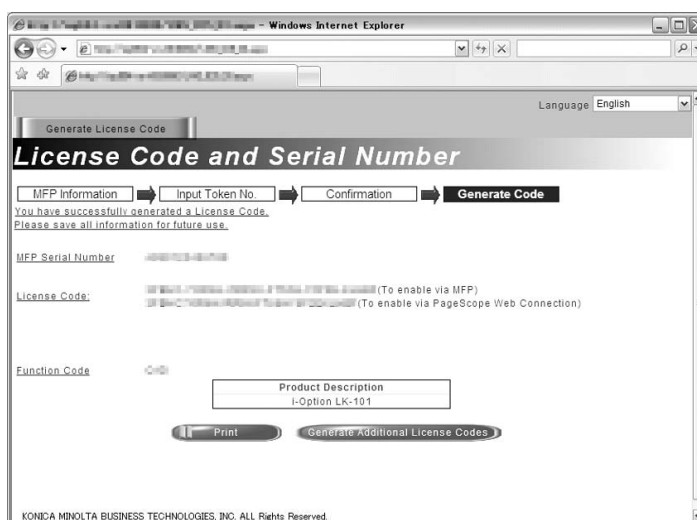 - Windows Internet Explorer
Language English
Generate License Code
License Code and Serial Number
MFP Information Input Token No. Confirmation Generate Code
You have successfully generated a License Code.
Please save all information for future use.
MFP Serial Number
License Code: (To enable via MFP)
(To enable via PageScope Web Connection)
Function Code
Product Description
i-Option LK-101
Print Generate Additional License Codes
KONICA MINOLTA BUSINESS TECHNOLOGIES, INC. ALL Rights Reserved.